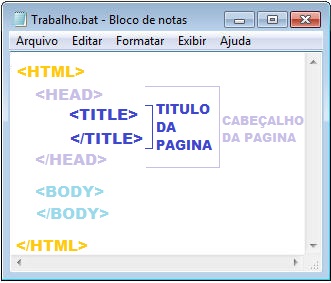 Trabalho.bat - Bloco de notas
Arquivo Editar Formatar Exibir Ajuda
<HTML>
<HEAD>
<TITLE>
</TITLE>
TITULO
DA
PAGINA
CABEÇALHO
DA PAGINA
</HEAD>
<BODY>
</BODY>
</HTML>